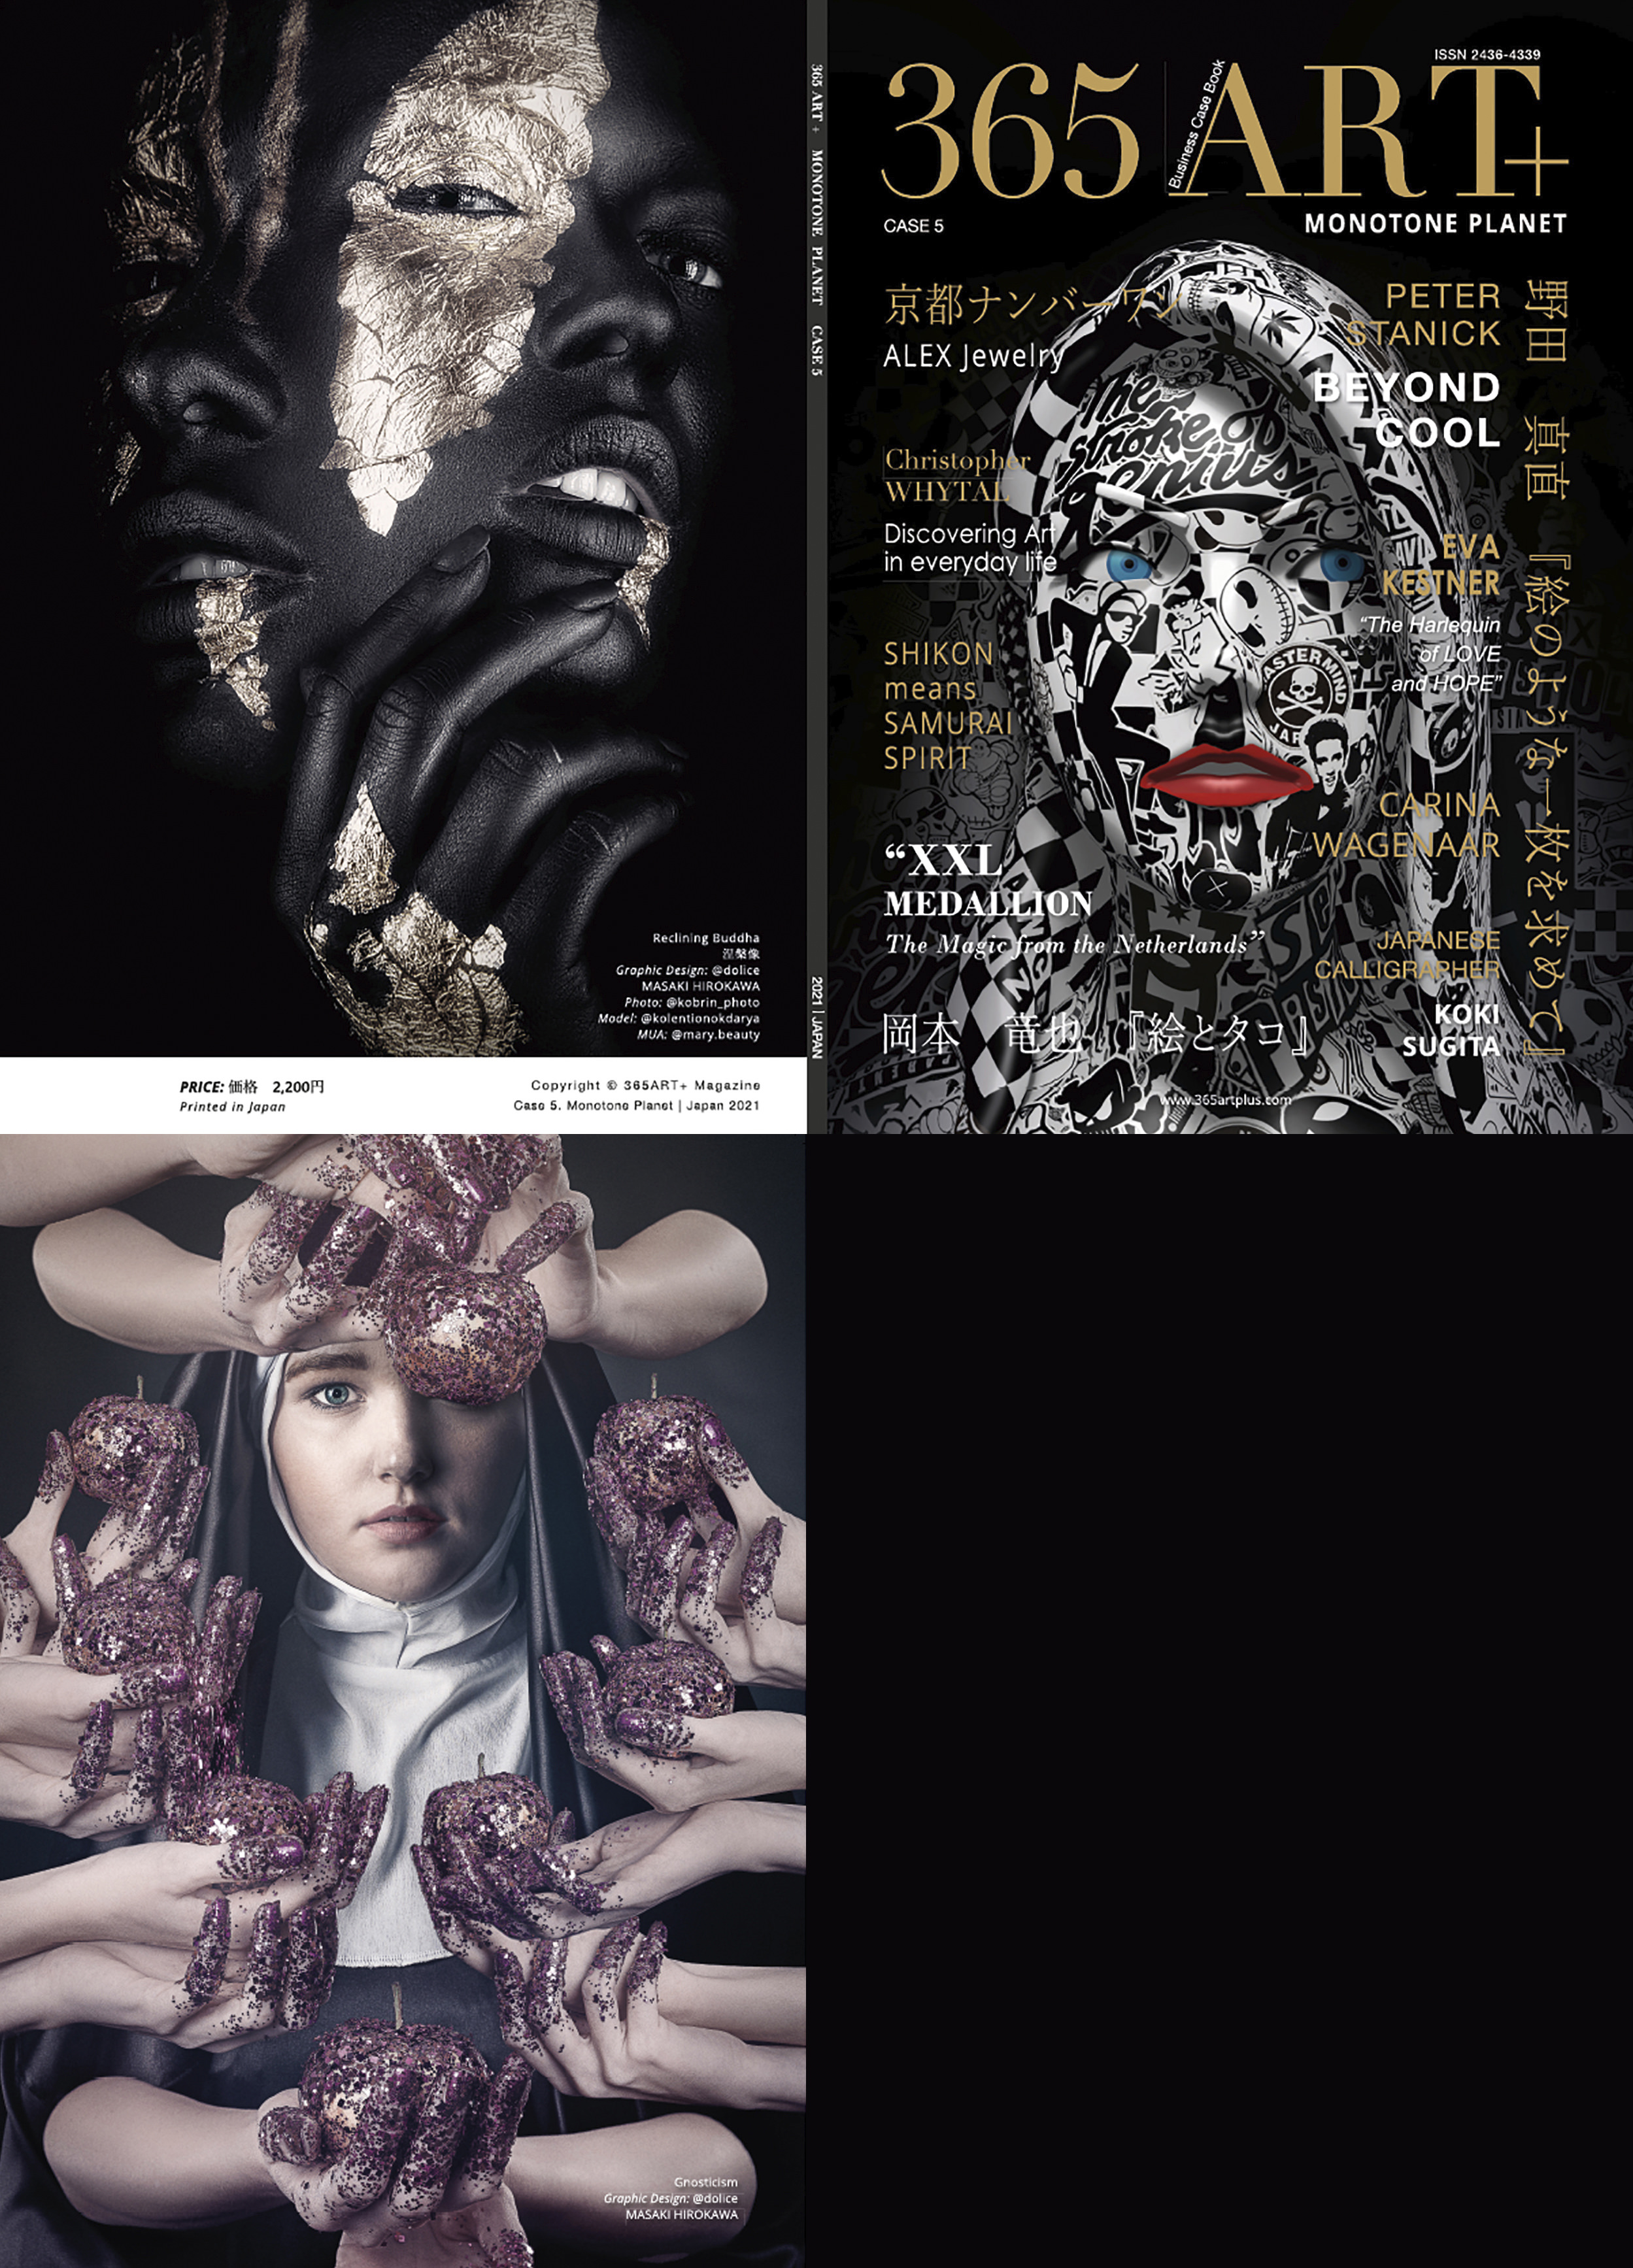 Reclining Buddha
涅槃像
Graphic Design: @dolice
MASAKI HIROKAWA
Photo: @kobrin_photo
Model: @kolentionokdarya
MUA: @mary.beauty
PRICE: 価格 2,200円
Printed in Japan
Copyright © 365ART+ Magazine
Case 5. Monotone Planet | Japan 2021
365 ART + MONOTONE PLANET CASE 5
2021 | JAPAN
ISSN 2436-4339
365 ART+
Business Case Book
CASE 5
MONOTONE PLANET
京都ナンバーワン
ALEX Jewelry
Christopher
WHYTAL
Discovering Art
in everyday life
SHIKON
means
SAMURAI
SPIRIT
“XXL
MEDALLION
The Magic from the Netherlands”
岡本 竜也 『絵とタコ』
PETER
STANICK
BEYOND
COOL
EVA
KESTNER
“The Harlequin
of LOVE
and HOPE”
CARINA
WAGENAAR
JAPANESE
CALLIGRAPHER
KOKI
SUGITA
野田 真直 『絵のような一枚を求めて』
The
Stroke of
Genius
MASTERMIND
JAPAN
www.365artplus.com
Gnosticism
Graphic Design: @dolice
MASAKI HIROKAWA